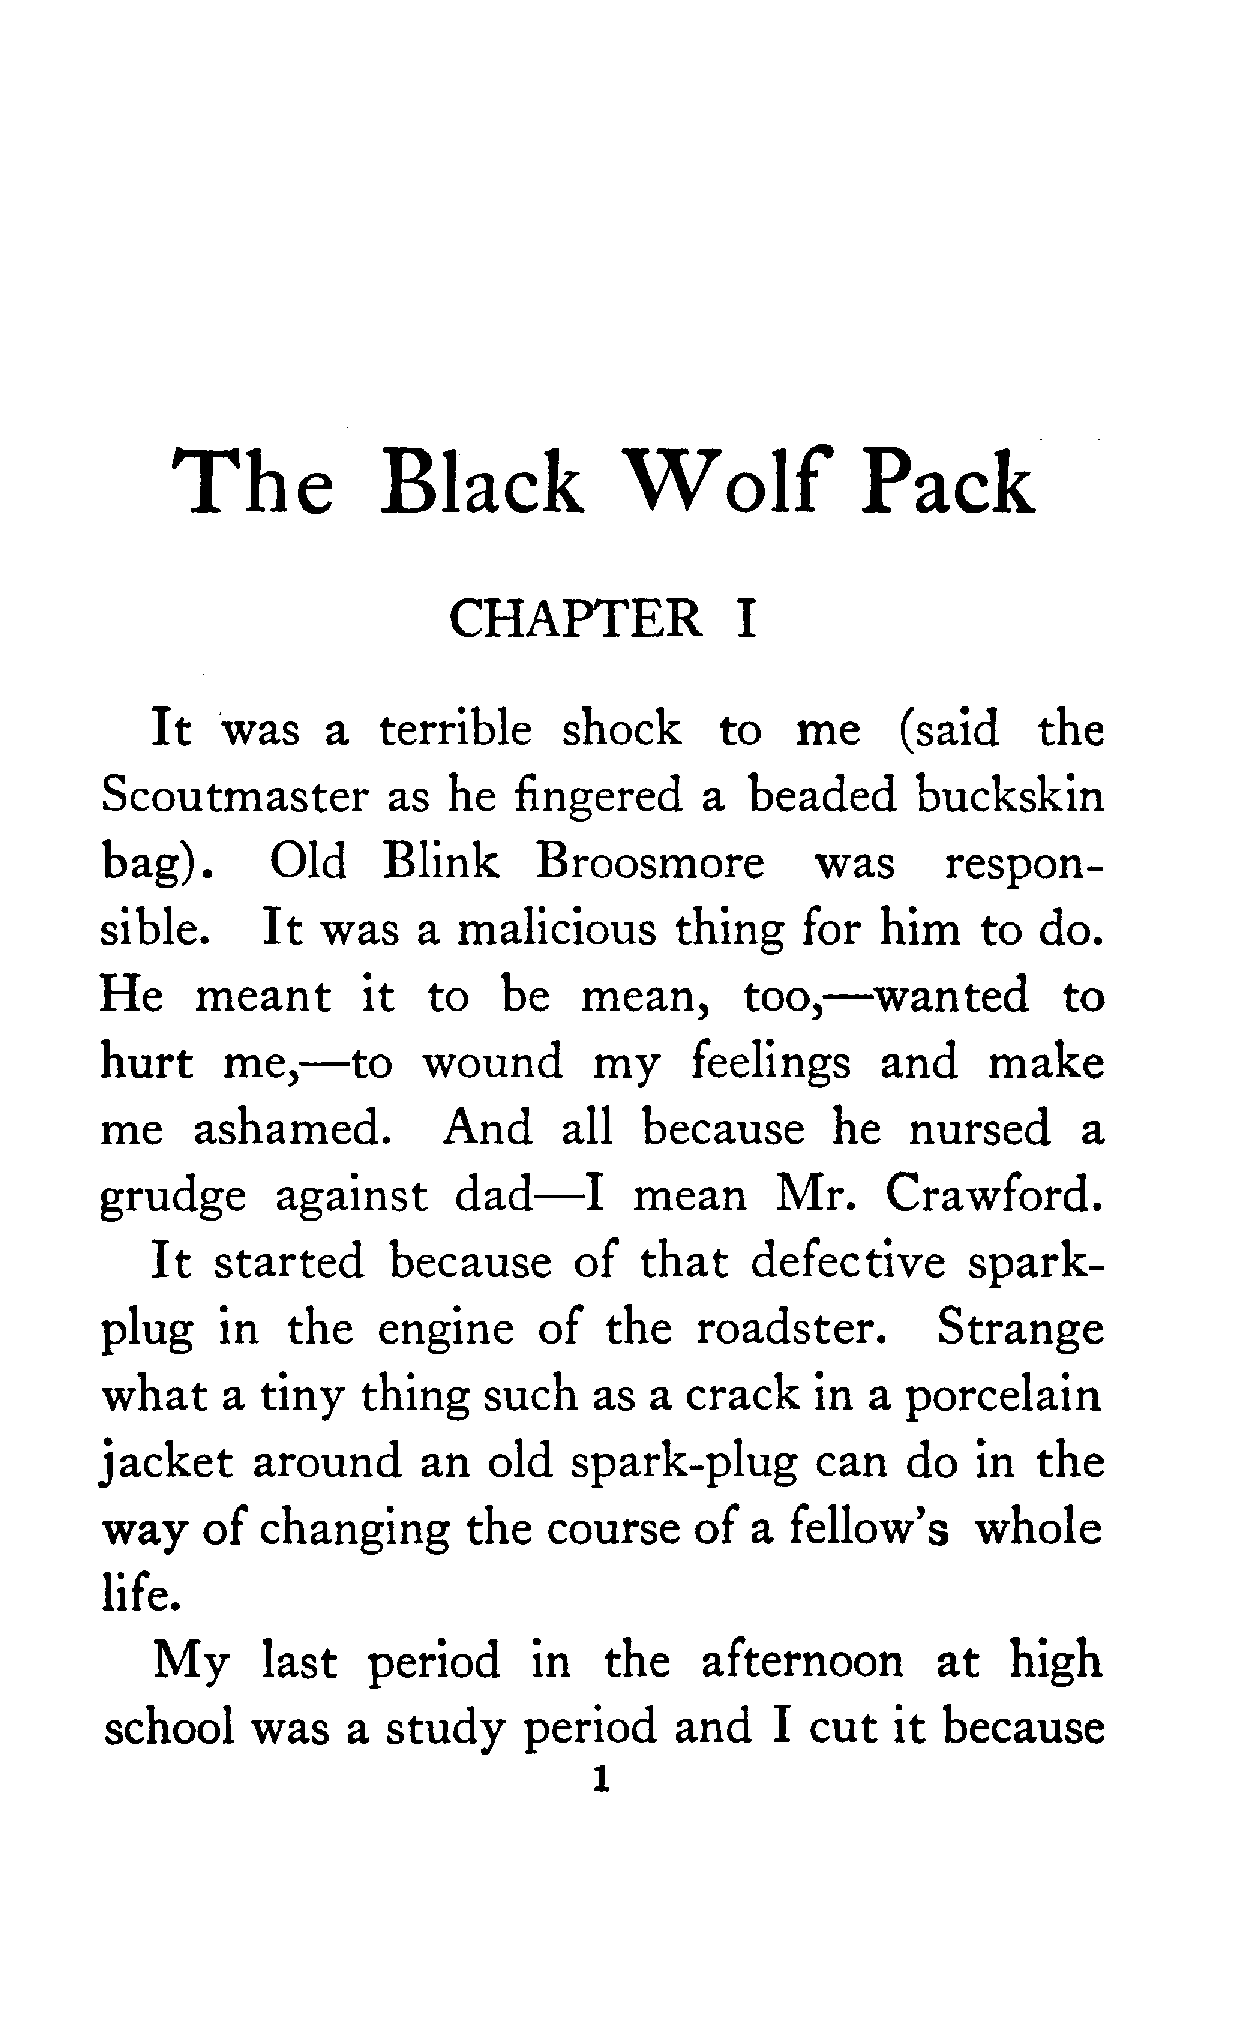 The Black Wolf Pack
CHAPTER I
It was a terrible shock to me (said the
Scoutmaster as he fingered a beaded buckskin
bag). Old Blink Broosmore was respon-
sible. It was a malicious thing for him to do.
He meant it to be mean, too,—wanted to
hurt me,—to wound my feelings and make
me ashamed. And all because he nursed a
grudge against dad—I mean Mr. Crawford.
It started because of that defective spark-
plug in the engine of the roadster. Strange
what a tiny thing such as a crack in a porcelain
jacket around an old spark-plug can do in the
way of changing the course of a fellow's whole
life.
My last period in the afternoon at high
school was a study period and I cut it because
1